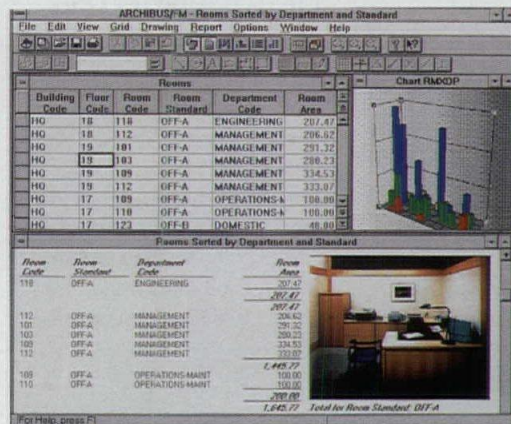 ARCHIBUS/FM - Rooms Sorted by Department and Standard
File Edit View Grid Drawing Report Options Window Help
Rooms
Building Code Floor Code Room Code Room Standard Department Code Room Area
HQ 18 118 OFF-A ENGINEERING 207.47
HQ 18 112 OFF-A MANAGEMENT 206.62
HQ 19 101 OFF-A MANAGEMENT 291.32
HQ 19 103 OFF-A MANAGEMENT 280.23
HQ 19 109 OFF-A MANAGEMENT 334.53
HQ 19 112 OFF-A MANAGEMENT 333.07
HQ 17 109 OFF-A OPERATIONS-M 100.00
HQ 17 110 OFF-A OPERATIONS-M 100.00
HQ 17 123 OFF-B DOMESTIC 48.00
Chart RMXDP
Rooms Sorted by Department and Standard
Room Code Room Standard Department Code Room Area
118 OFF-A ENGINEERING 207.47
207.47
207.47
112 OFF-A MANAGEMENT 206.62
101 OFF-A MANAGEMENT 291.32
103 OFF-A MANAGEMENT 280.23
109 OFF-A MANAGEMENT 334.53
112 OFF-A MANAGEMENT 333.07
1,445.77
109 OFF-A OPERATIONS-MAINT 100.00
110 OFF-A OPERATIONS-MAINT 100.00
200.00
1,645.77 Total for Room Standard: OFF-A
For Help, press F1